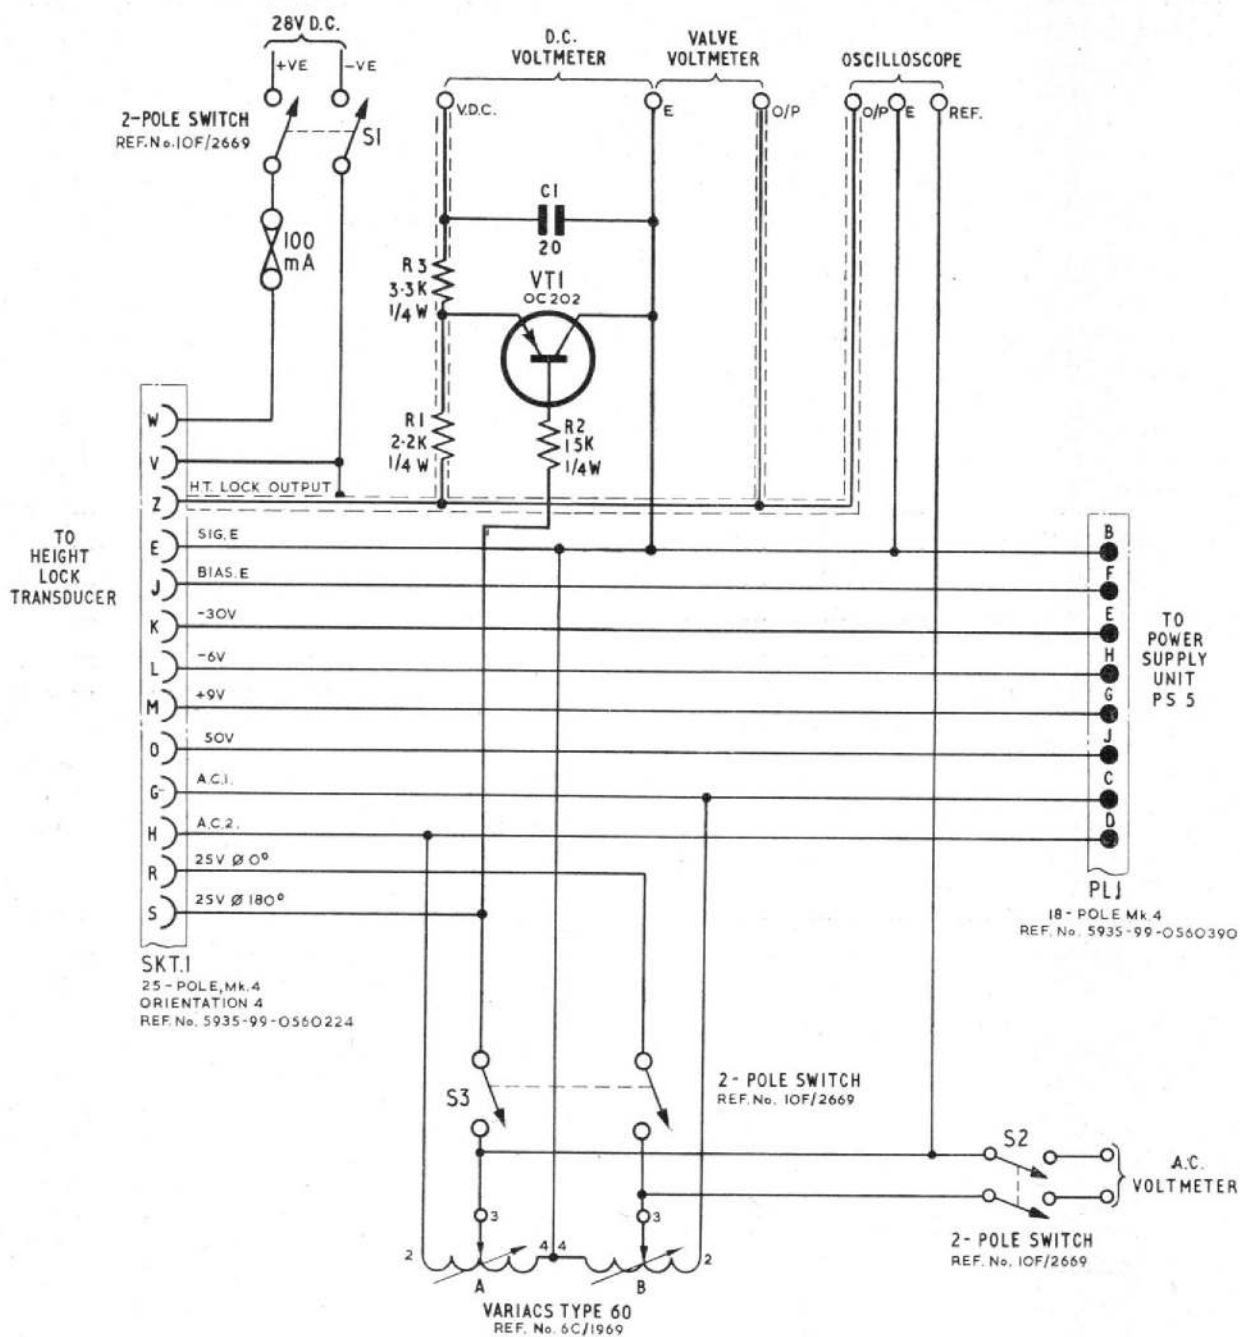 28V D.C.
+VE
-VE
2-POLE SWITCH
REF. No. 10F/2669
S1
100
mA
D.C.
VOLTMETER
VALVE
VOLTMETER
OSCILLOSCOPE
V.D.C.
E
O/P
O/P
E
REF.
C1
20
R3
3·3K
1/4 W
VT1
OC202
R1
2·2K
1/4 W
R2
15K
1/4W
TO
HEIGHT
LOCK
TRANSDUCER
W
V
Z HT. LOCK OUTPUT
E SIG. E
J BIAS. E
K -30V
L -6V
M +9V
O 50V
G A.C.1.
H A.C.2.
R 25V Ø 0°
S 25V Ø 180°
SKT.1
25-POLE, Mk.4
ORIENTATION 4
REF. No. 5935-99-0560224
B
F
E
H
G
J
C
D
TO
POWER
SUPPLY
UNIT
PS 5
PL1
18-POLE Mk.4
REF. No. 5935-99-0560390
S3
2-POLE SWITCH
REF. No. 10F/2669
S2
A.C.
VOLTMETER
2-POLE SWITCH
REF. No. 10F/2669
3
3
2
4
4
2
A
B
VARIACS TYPE 60
REF. No. 6C/1969